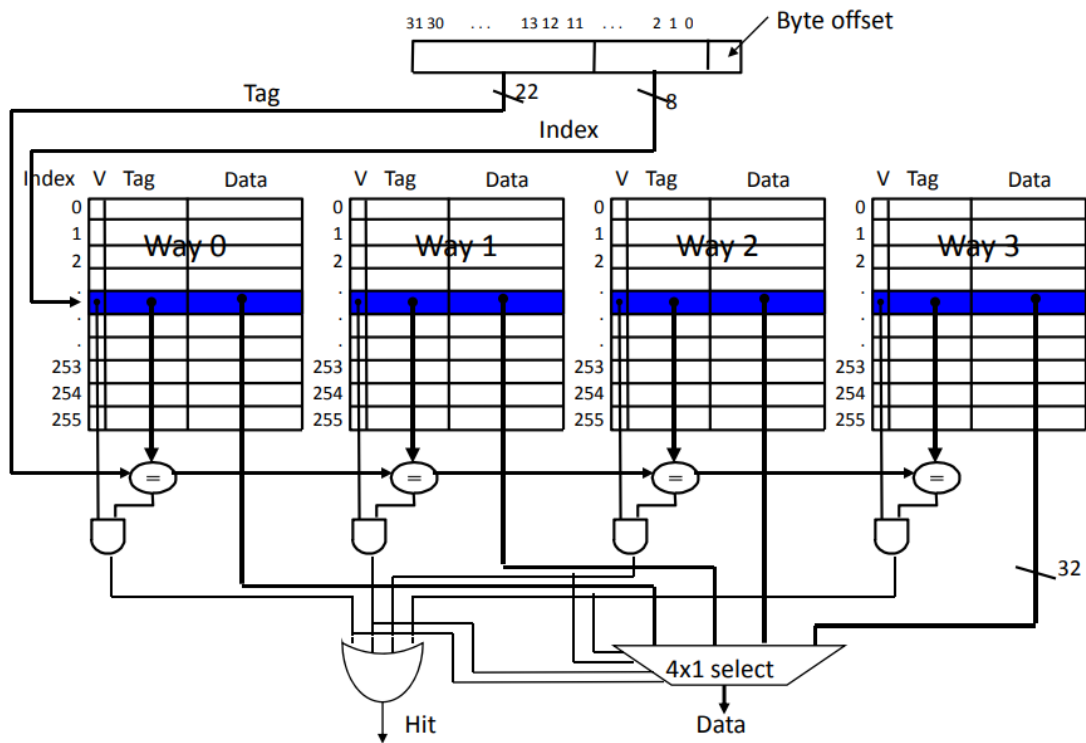 31 30 ... 13 12 11 ... 2 1 0 Byte offset
22
8
Tag
Index
Index V Tag Data V Tag Data V Tag Data V Tag Data
0 0 0 0
1 1 1 1
Way 0 Way 1 Way 2 Way 3
2 2 2 2
. . . .
. . . .
. . . .
253 253 253 253
254 254 254 254
255 255 255 255
= = = =
32
4x1 select
Hit Data